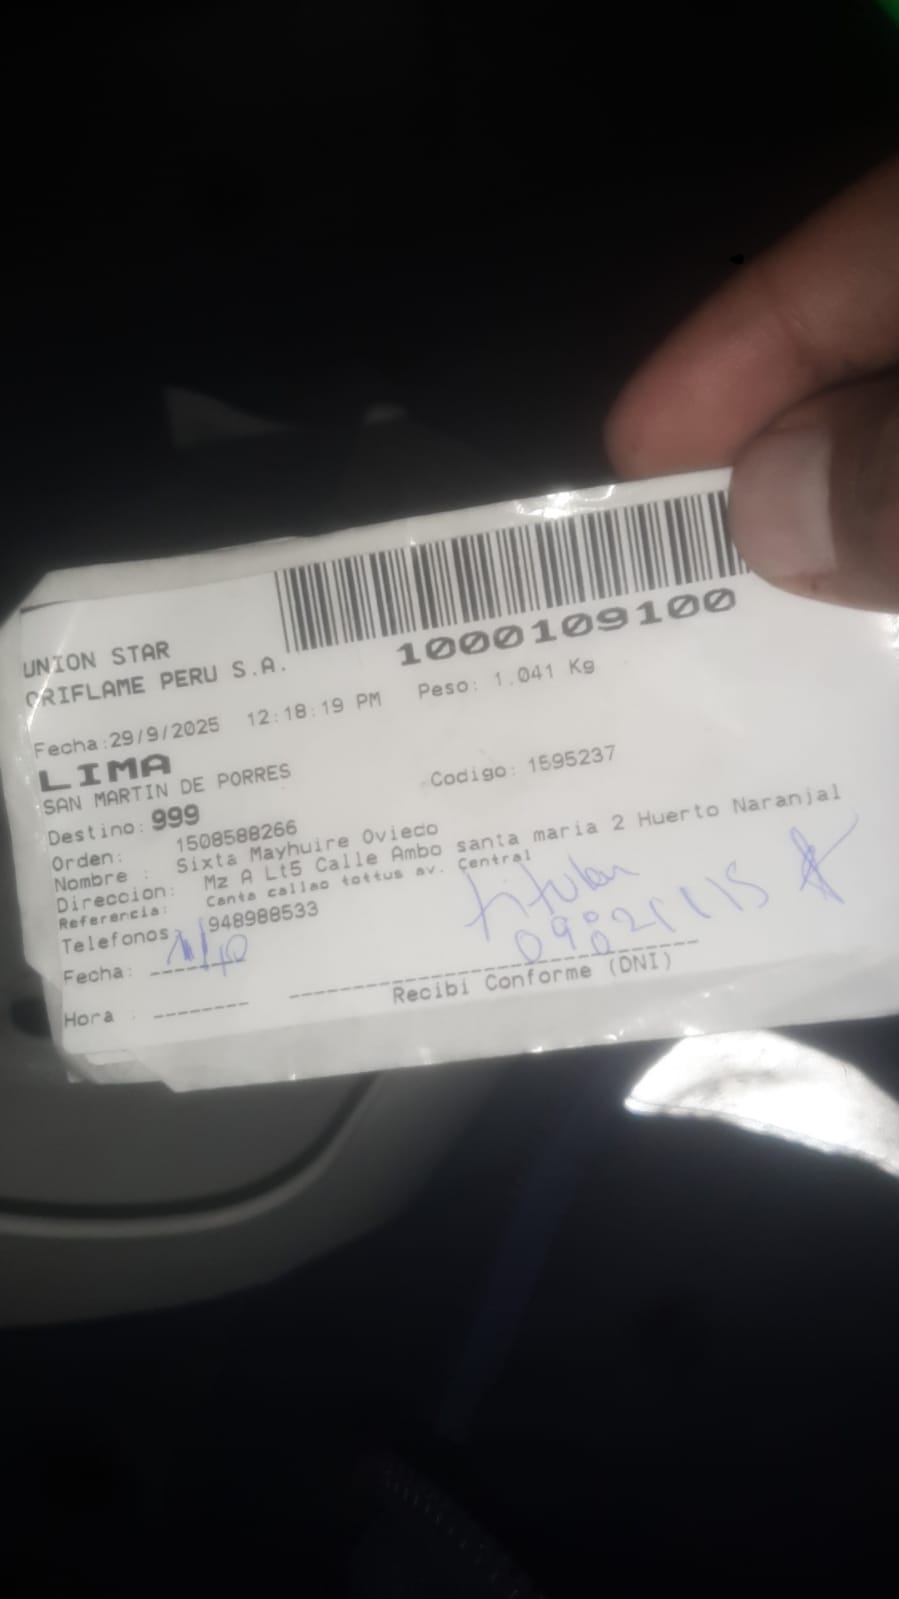 1000109100
UNION STAR
ORIFLAME PERU S.A.
Fecha:29/9/2025 12:18:19 PM Peso: 1.041 Kg
LIMA
SAN MARTIN DE PORRES
Destino: 999 Codigo: 1595237
Orden: 1508588266
Nombre : Sixta Mayhuire Oviedo
Direccion: Mz A Lt5 Calle Ambo santa maria 2 Huerto Naranjal
Referencia: Canta callao tottus av. Central
Telefonos 948988533
titular
Fecha: 1/10
Hora :
Recibi Conforme (DNI)